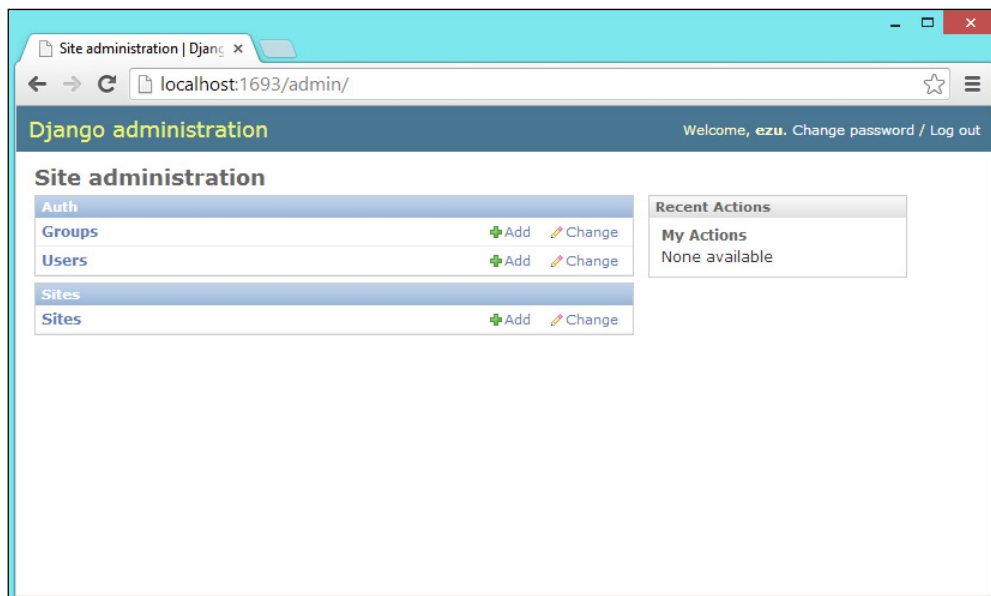 Site administration | Djang
localhost:1693/admin/
Django administration
Welcome, ezu. Change password / Log out
Site administration
Auth
Groups Add Change
Users Add Change
Sites
Sites Add Change
Recent Actions
My Actions
None available